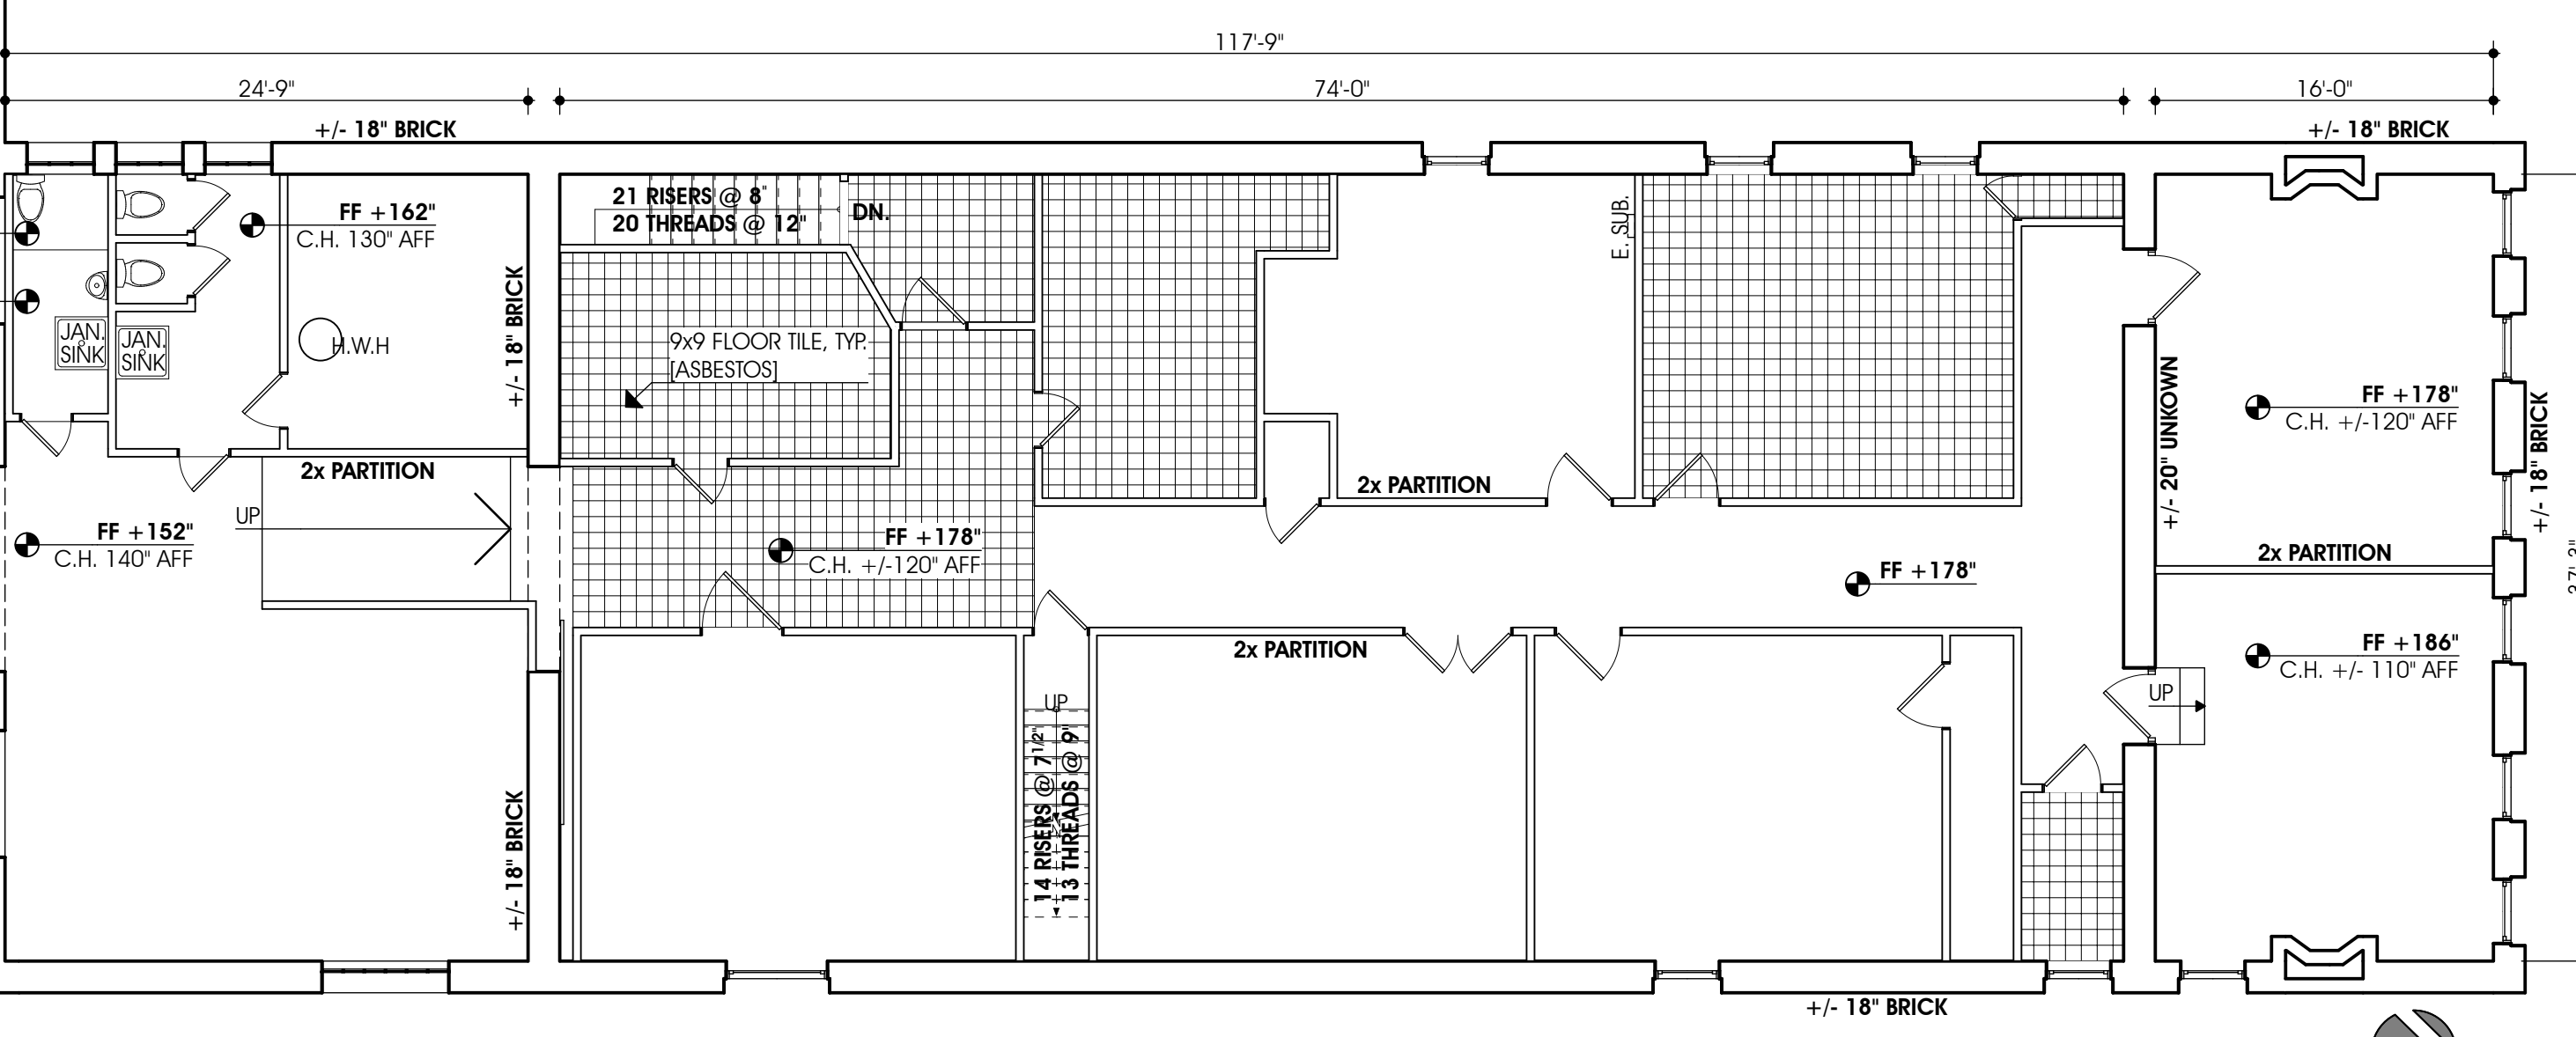 117'-9"
24'-9"
74'-0"
16'-0"
+/- 18" BRICK
+/- 18" BRICK
21 RISERS @ 8"
20 THREADS @ 12"
DN.
FF +162"
C.H. 130" AFF
E. SUB.
+/- 18" BRICK
JAN.
SINK
JAN.
SINK
H.W.H
9x9 FLOOR TILE, TYP.
[ASBESTOS]
+/- 20" UNKOWN
FF +178"
C.H. +/-120" AFF
+/- 18" BRICK
2x PARTITION
2x PARTITION
UP
FF +152"
C.H. 140" AFF
FF +178"
C.H. +/-120" AFF
FF +178"
2x PARTITION
2x PARTITION
FF +186"
C.H. +/- 110" AFF
UP
UP
14 RISERS @ 7 1/2"
13 THREADS @ 9"
+/- 18" BRICK
+/- 18" BRICK